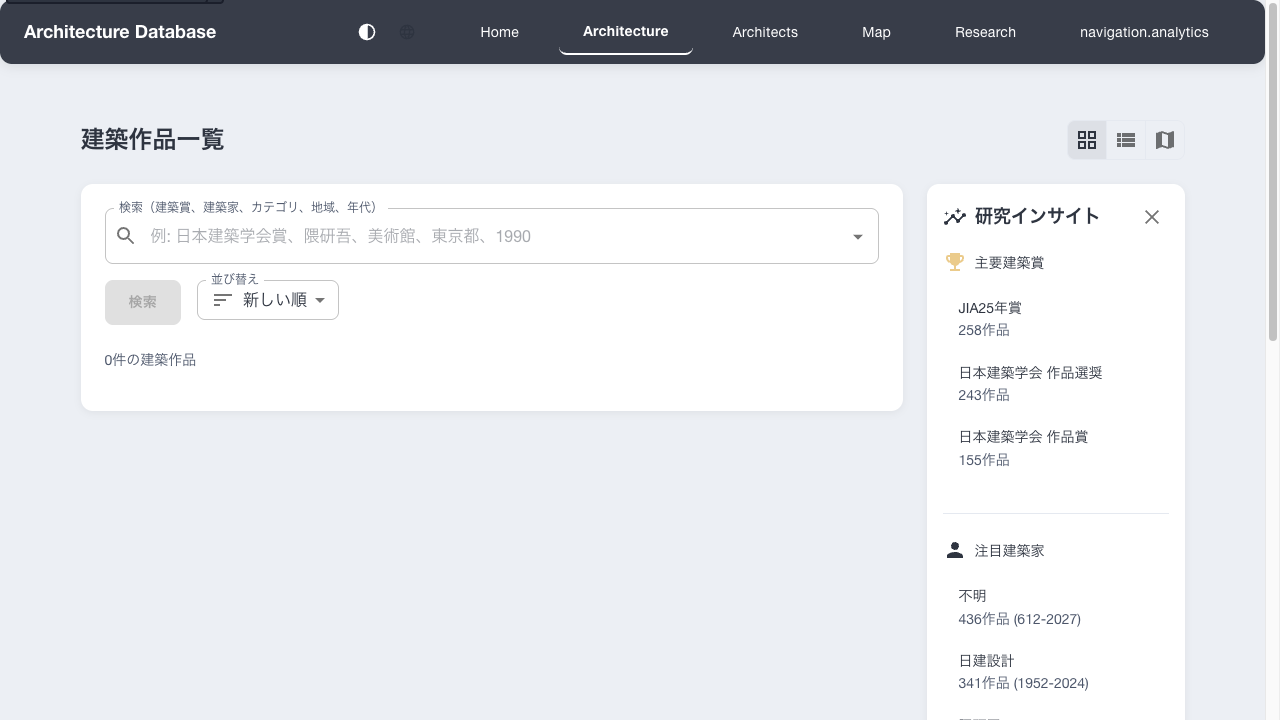 Architecture Database
Home
Architecture
Architects
Map
Research
navigation.analytics
建築作品一覧
検索（建築賞、建築家、カテゴリ、地域、年代）
例: 日本建築学会賞、隈研吾、美術館、東京都、1990
検索
並び替え
新しい順
0件の建築作品
研究インサイト
主要建築賞
JIA25年賞
258作品
日本建築学会 作品選奨
243作品
日本建築学会 作品賞
155作品
注目建築家
不明
436作品 (612-2027)
日建設計
341作品 (1952-2024)